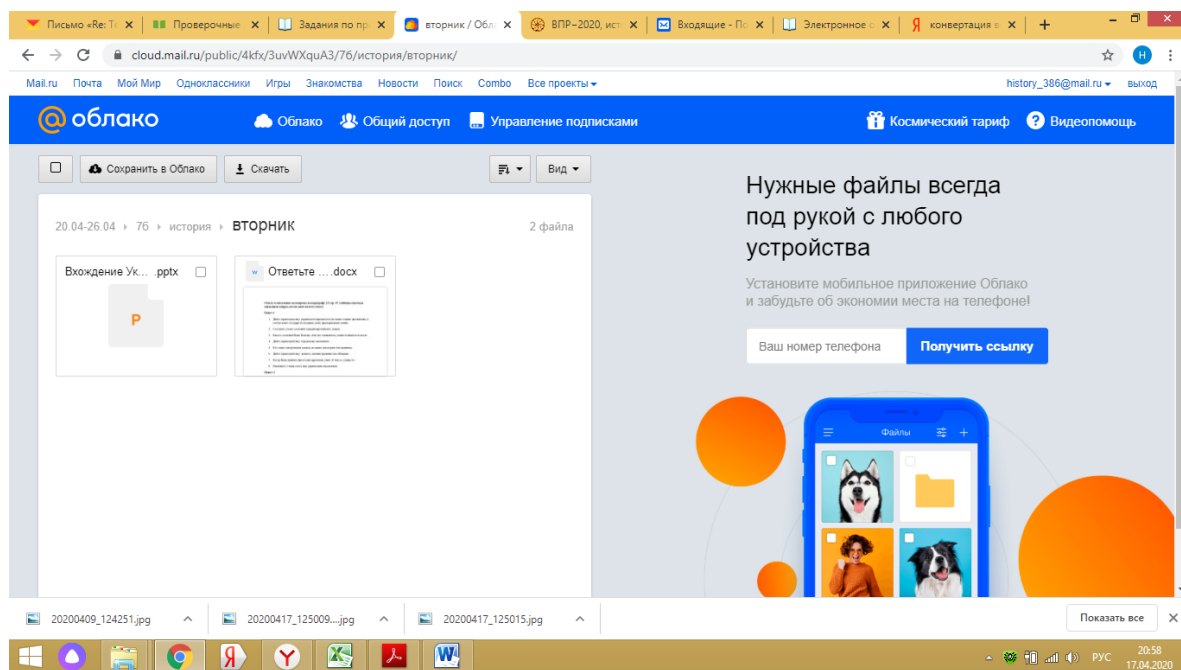 Письмо «Re: Те
Проверочные
Задания по пр
вторник / Обл
ВПР–2020, ист
Входящие - По
Электронное с
конвертация в
cloud.mail.ru/public/4kfx/3uvWXquA3/7б/история/вторник/
Н
Mail.ru Почта Мой Мир Одноклассники Игры Знакомства Новости Поиск Combo Все проекты
history_386@mail.ru выход
облако Облако Общий доступ Управление подписками Космический тариф Видеопомощь
Сохранить в Облако Скачать Вид
20.04-26.04 7б история вторник 2 файла
Вхождение Ук... .pptx
Ответьте ....docx
P
Нужные файлы всегда
под рукой с любого
устройства
Установите мобильное приложение Облако
и забудьте об экономии места на телефоне!
Ваш номер телефона Получить ссылку
Файлы
20200409_124251.jpg 20200417_125009....jpg 20200417_125015.jpg Показать все
РУС 20:58
17.04.2020